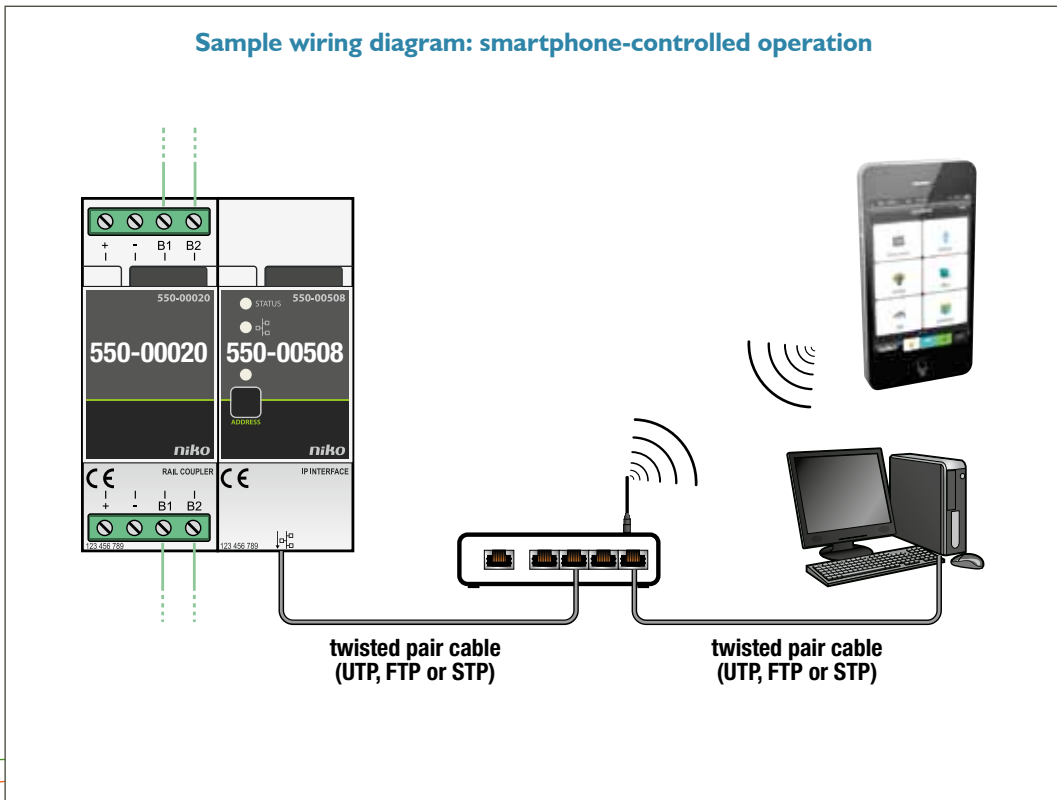 Sample wiring diagram: smartphone-controlled operation
+ - B1 B2
550-00020
STATUS 550-00508
550-00020
550-00508
ADDRESS
niko
niko
CE RAIL COUPLER
CE IP INTERFACE
+ - B1 B2
123 456 789
123 456 789
twisted pair cable
(UTP, FTP or STP)
twisted pair cable
(UTP, FTP or STP)